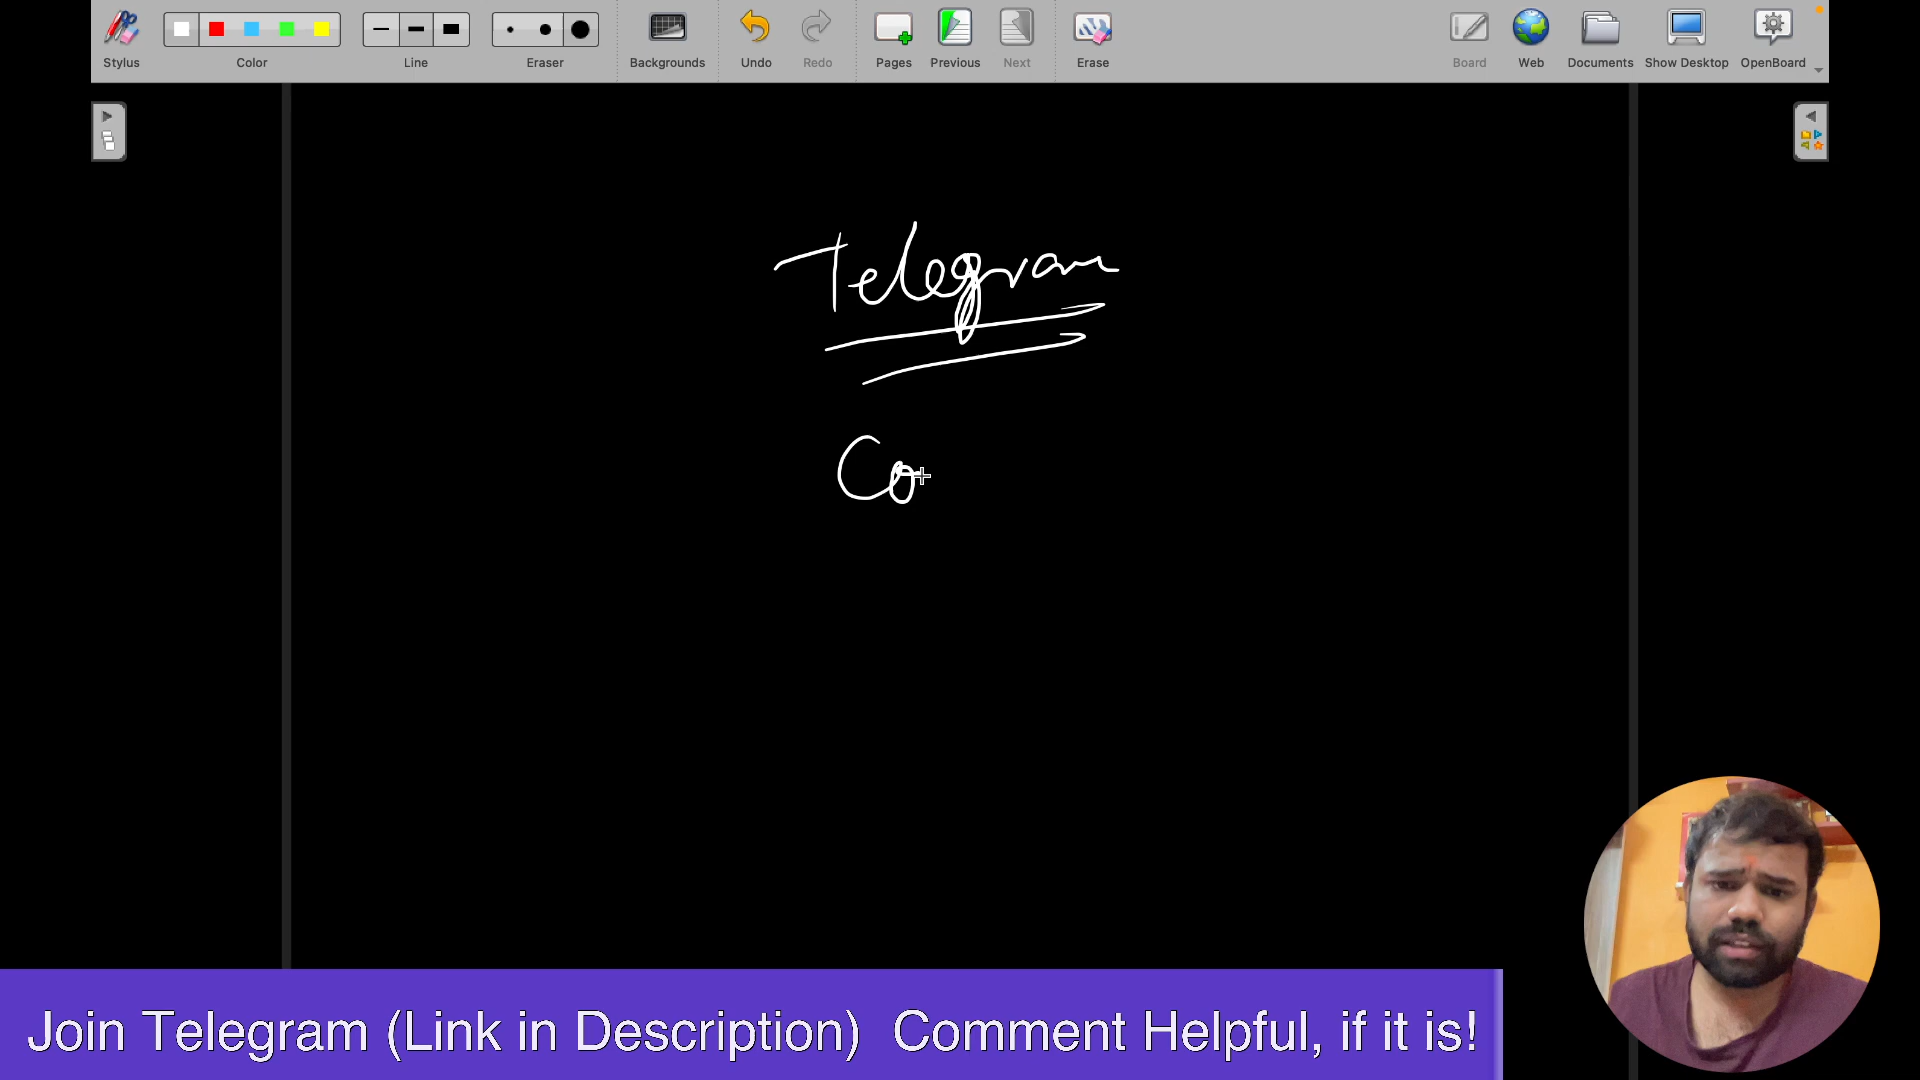 Stylus Color Line Eraser Backgrounds Undo Redo Pages Previous Next Erase Board Web Documents Show Desktop OpenBoard
Telegram
Co
Join Telegram (Link in Description) Comment Helpful, if it is!